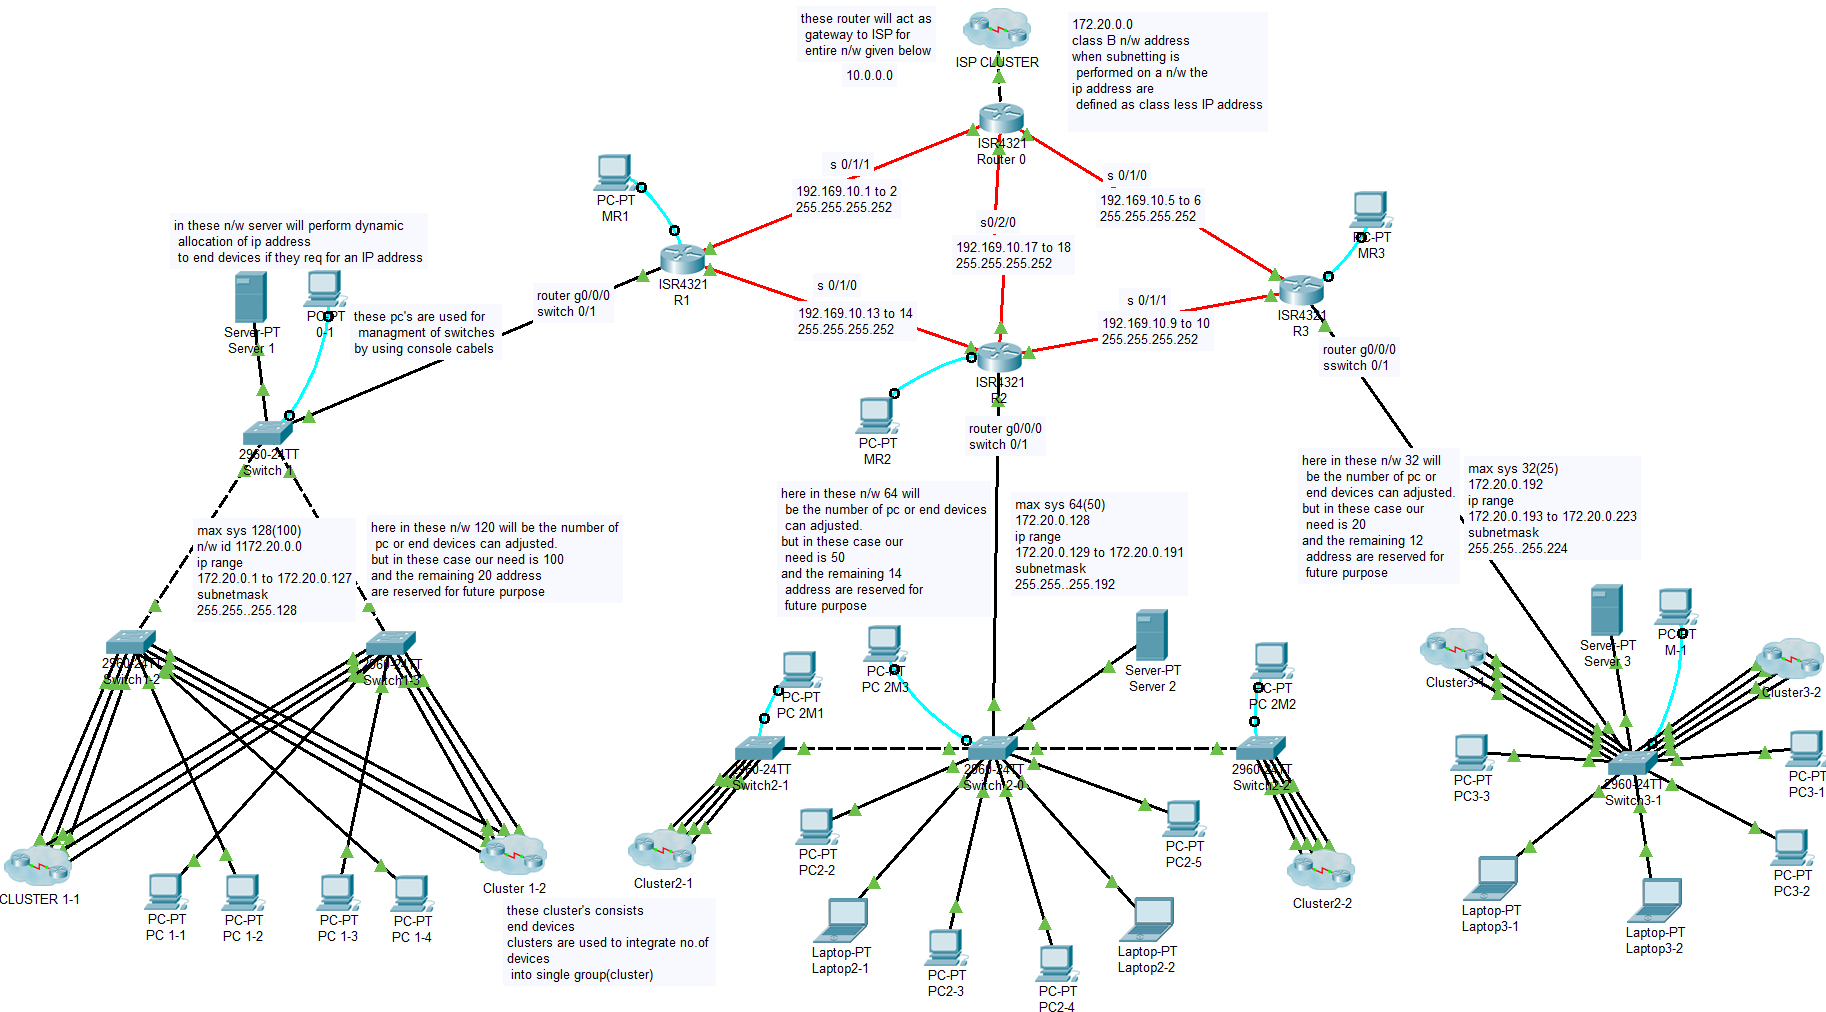 these router will act as
gateway to ISP for
entire n/w given below
10.0.0.0
ISP CLUSTER
172.20.0.0
class B n/w address
when subnetting is
performed on a n/w the
ip address are
defined as class less IP address
ISR4321
Router 0
s 0/1/1
192.169.10.1 to 2
255.255.255.252
s 0/1/0
192.169.10.5 to 6
255.255.255.252
s0/2/0
192.169.10.17 to 18
255.255.255.252
PC-PT
MR1
PC-PT
MR3
in these n/w server will perform dynamic
allocation of ip address
to end devices if they req for an IP address
ISR4321
R1
s 0/1/0
192.169.10.13 to 14
255.255.255.252
s 0/1/1
192.169.10.9 to 10
255.255.255.252
ISR4321
R3
router g0/0/0
switch 0/1
Server-PT
Server 1
PC-PT
0-1
these pc's are used for
managment of switches
by using console cabels
router g0/0/0
sswitch 0/1
ISR4321
R2
PC-PT
MR2
router g0/0/0
switch 0/1
2960-24TT
Switch 1
max sys 128(100)
n/w id 1172.20.0.0
ip range
172.20.0.1 to 172.20.0.127
subnetmask
255.255..255.128
here in these n/w 120 will be the number of
pc or end devices can adjusted.
but in these case our need is 100
and the remaining 20 address
are reserved for future purpose
here in these n/w 64 will
be the number of pc or end devices
can adjusted.
but in these case our
need is 50
and the remaining 14
address are reserved for
future purpose
max sys 64(50)
172.20.0.128
ip range
172.20.0.129 to 172.20.0.191
subnetmask
255.255..255.192
here in these n/w 32 will
be the number of pc or
end devices can adjusted.
but in these case our
need is 20
and the remaining 12
address are reserved for
future purpose
max sys 32(25)
172.20.0.192
ip range
172.20.0.193 to 172.20.0.223
subnetmask
255.255..255.224
2960-24TT
Switch1-2
2960-24TT
Switch1-3
PC-PT
PC 2M1
PC-PT
PC 2M3
Server-PT
Server 2
PC-PT
PC 2M2
Cluster3-1
Server-PT
Server 3
PC-PT
M-1
Cluster3-2
2960-24TT
Switch2-1
2960-24TT
Switch2-0
2960-24TT
Switch2-2
PC-PT
PC3-3
2960-24TT
Switch3-1
PC-PT
PC3-1
CLUSTER 1-1
PC-PT
PC 1-1
PC-PT
PC 1-2
PC-PT
PC 1-3
PC-PT
PC 1-4
Cluster 1-2
these cluster's consists
end devices
clusters are used to integrate no.of
devices
into single group(cluster)
Cluster2-1
PC-PT
PC2-2
PC-PT
PC2-5
Cluster2-2
Laptop-PT
Laptop2-1
PC-PT
PC2-3
PC-PT
PC2-4
Laptop-PT
Laptop2-2
Laptop-PT
Laptop3-1
Laptop-PT
Laptop3-2
PC-PT
PC3-2